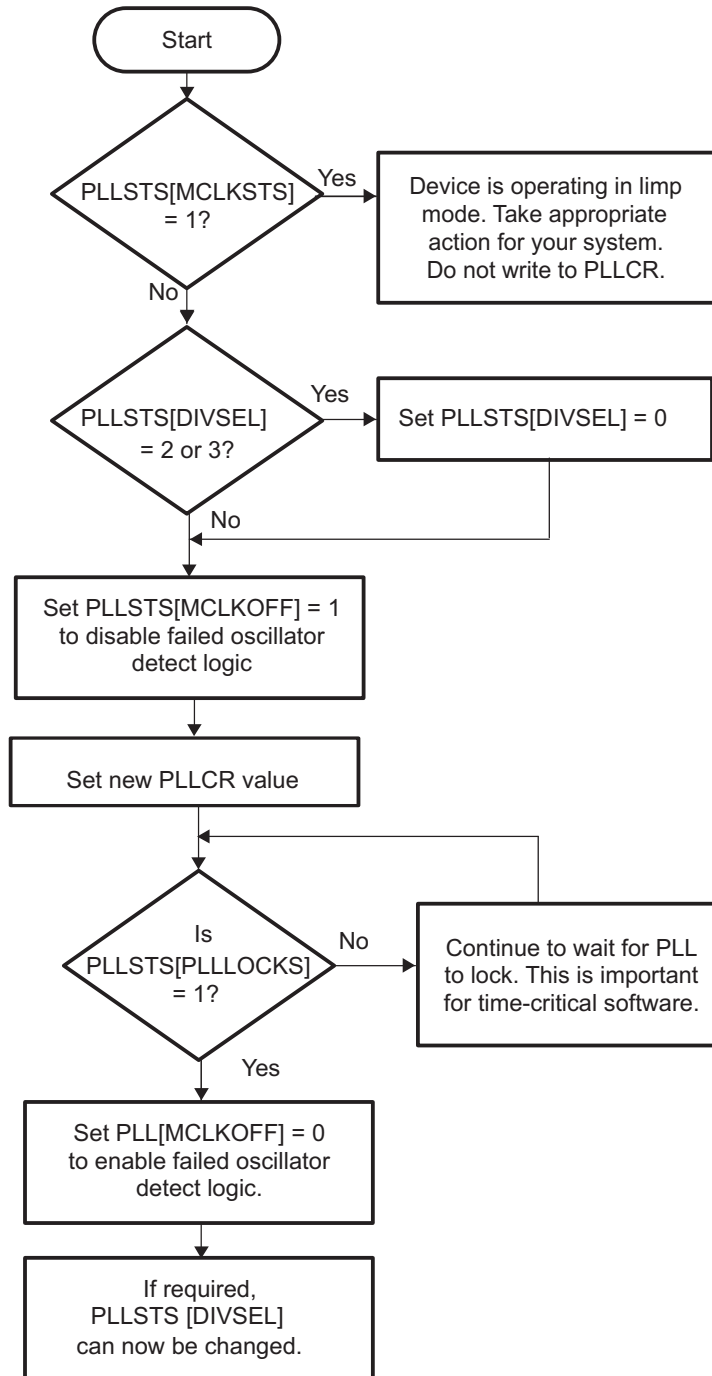 Start
PLLSTS[MCLKSTS]
= 1?
Yes
Device is operating in limp
mode. Take appropriate
action for your system.
Do not write to PLLCR.
No
PLLSTS[DIVSEL]
= 2 or 3?
Yes
Set PLLSTS[DIVSEL] = 0
No
Set PLLSTS[MCLKOFF] = 1
to disable failed oscillator
detect logic
Set new PLLCR value
Is
PLLSTS[PLLLOCKS]
= 1?
No
Continue to wait for PLL
to lock. This is important
for time-critical software.
Yes
Set PLL[MCLKOFF] = 0
to enable failed oscillator
detect logic.
If required,
PLLSTS [DIVSEL]
can now be changed.